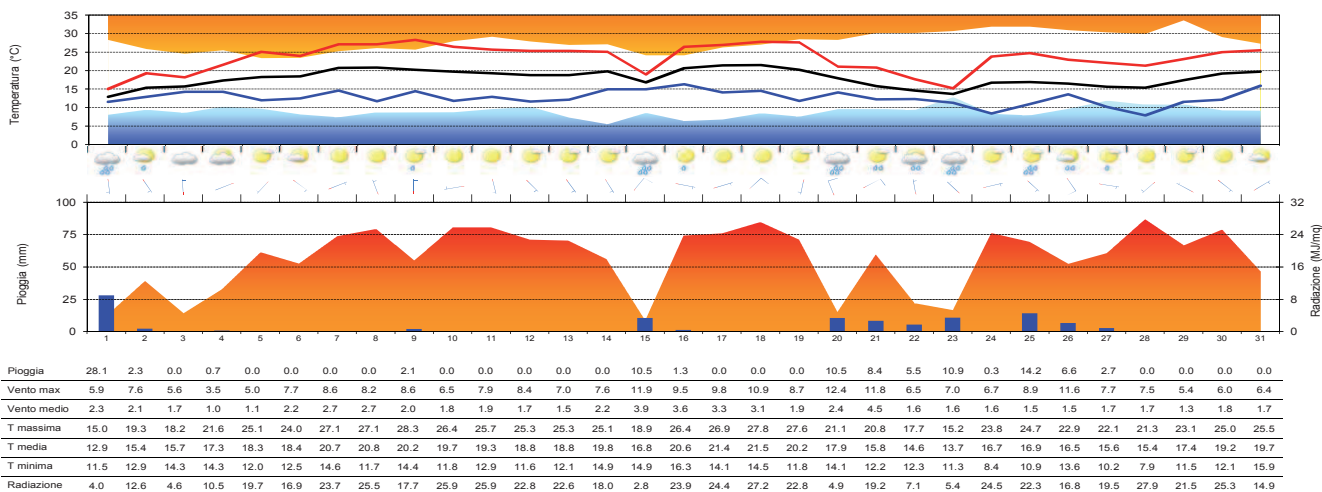 Temperatura (°C)
35
30
25
20
15
10
5
0
Pioggia (mm)
100
75
50
25
0
Radiazione (MJ/mq)
32
24
16
8
0
1 2 3 4 5 6 7 8 9 10 11 12 13 14 15 16 17 18 19 20 21 22 23 24 25 26 27 28 29 30 31
Pioggia 28.1 2.3 0.0 0.7 0.0 0.0 0.0 0.0 2.1 0.0 0.0 0.0 0.0 0.0 10.5 1.3 0.0 0.0 0.0 10.5 8.4 5.5 10.9 0.3 14.2 6.6 2.7 0.0 0.0 0.0 0.0
Vento max 5.9 7.6 5.6 3.5 5.0 7.7 8.6 8.2 8.6 6.5 7.9 8.4 7.0 7.6 11.9 9.5 9.8 10.9 8.7 12.4 11.8 6.5 7.0 6.7 8.9 11.6 7.7 7.5 5.4 6.0 6.4
Vento medio 2.3 2.1 1.7 1.0 1.1 2.2 2.7 2.7 2.0 1.8 1.9 1.7 1.5 2.2 3.9 3.6 3.3 3.1 1.9 2.4 4.5 1.6 1.6 1.6 1.5 1.5 1.7 1.7 1.3 1.8 1.7
T massima 15.0 19.3 18.2 21.6 25.1 24.0 27.1 27.1 28.3 26.4 25.7 25.3 25.3 25.1 18.9 26.4 26.9 27.8 27.6 21.1 20.8 17.7 15.2 23.8 24.7 22.9 22.1 21.3 23.1 25.0 25.5
T media 12.9 15.4 15.7 17.3 18.3 18.4 20.7 20.8 20.2 19.7 19.3 18.8 18.8 19.8 16.8 20.6 21.4 21.5 20.2 17.9 15.8 14.6 13.7 16.7 16.9 16.5 15.6 15.4 17.4 19.2 19.7
T minima 11.5 12.9 14.3 14.3 12.0 12.5 14.6 11.7 14.4 11.8 12.9 11.6 12.1 14.9 14.9 16.3 14.1 14.5 11.8 14.1 12.2 12.3 11.3 8.4 10.9 13.6 10.2 7.9 11.5 12.1 15.9
Radiazione 4.0 12.6 4.6 10.5 19.7 16.9 23.7 25.5 17.7 25.9 25.9 22.8 22.6 18.0 2.8 23.9 24.4 27.2 22.8 4.9 19.2 7.1 5.4 24.5 22.3 16.8 19.5 27.9 21.5 25.3 14.9